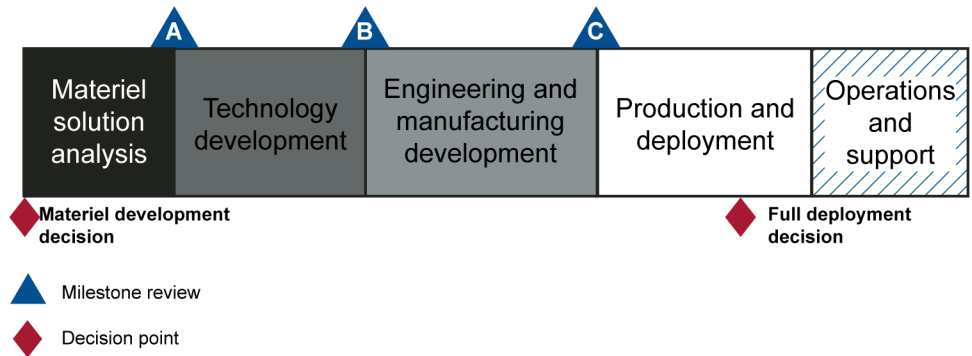 A
B
C
Materiel
solution
analysis
Technology
development
Engineering and
manufacturing
development
Production and
deployment
Operations
and
support
Materiel development
decision
Full deployment
decision
Milestone review
Decision point